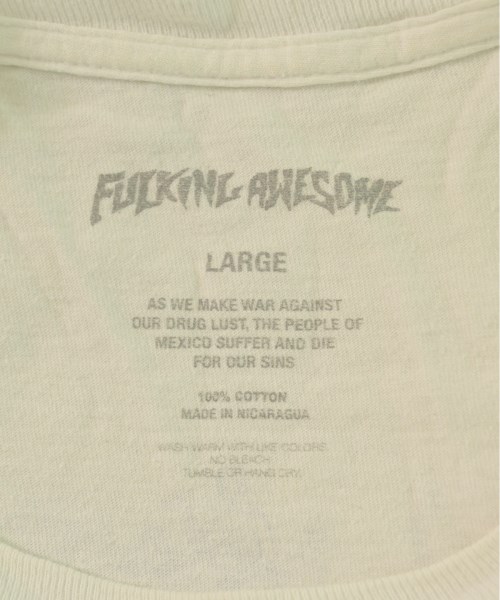 FUCKING AWESOME
LARGE
AS WE MAKE WAR AGAINST
OUR DRUG LUST, THE PEOPLE OF
MEXICO SUFFER AND DIE
FOR OUR SINS
100% COTTON
MADE IN NICARAGUA
WASH WARM WITH LIKE COLORS.
NO BLEACH.
TUMBLE OR HANG DRY.